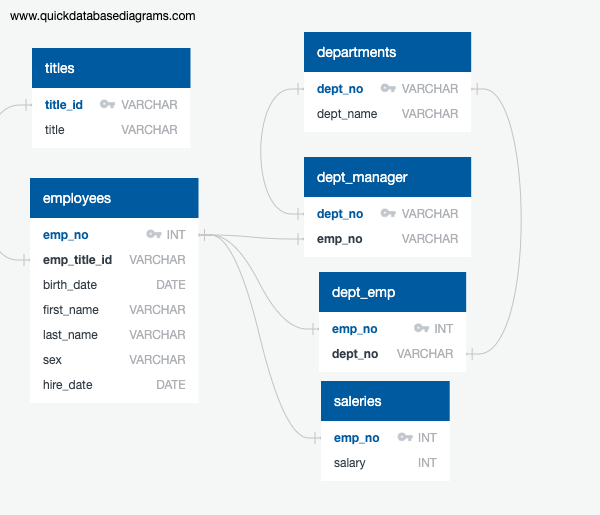 www.quickdatabasediagrams.com
titles
title_id VARCHAR
title VARCHAR
employees
emp_no INT
emp_title_id VARCHAR
birth_date DATE
first_name VARCHAR
last_name VARCHAR
sex VARCHAR
hire_date DATE
departments
dept_no VARCHAR
dept_name VARCHAR
dept_manager
dept_no VARCHAR
emp_no VARCHAR
dept_emp
emp_no INT
dept_no VARCHAR
saleries
emp_no INT
salary INT